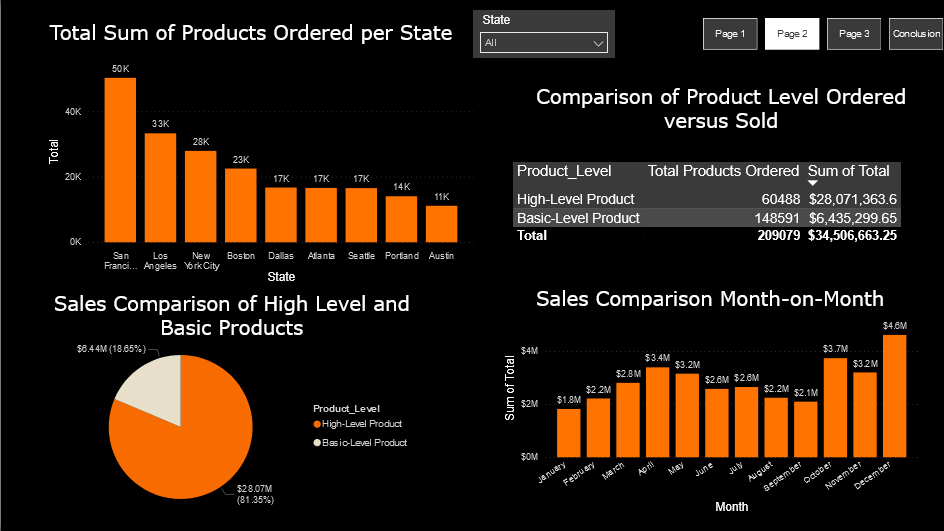 Total Sum of Products Ordered per State
State
All
Page 1
Page 2
Page 3
Conclusion
50K
33K
28K
23K
17K
17K
17K
14K
11K
40K
20K
0K
Total
San
Franci...
Los
Angeles
New
York City
Boston
Dallas
Atlanta
Seattle
Portland
Austin
State
Comparison of Product Level Ordered
versus Sold
Product_Level Total Products Ordered Sum of Total
High-Level Product 60488 $28,071,363.6
Basic-Level Product 148591 $6,435,299.65
Total 209079 $34,506,663.25
Sales Comparison of High Level and
Basic Products
$6.44M (18.65%)
$28.07M
(81.35%)
Product_Level
High-Level Product
Basic-Level Product
Sales Comparison Month-on-Month
$1.8M
$2.2M
$2.8M
$3.4M
$3.2M
$2.6M
$2.6M
$2.2M
$2.1M
$3.7M
$3.2M
$4.6M
$4M
$2M
$0M
Sum of Total
January
February
March
April
May
June
July
August
September
October
November
December
Month